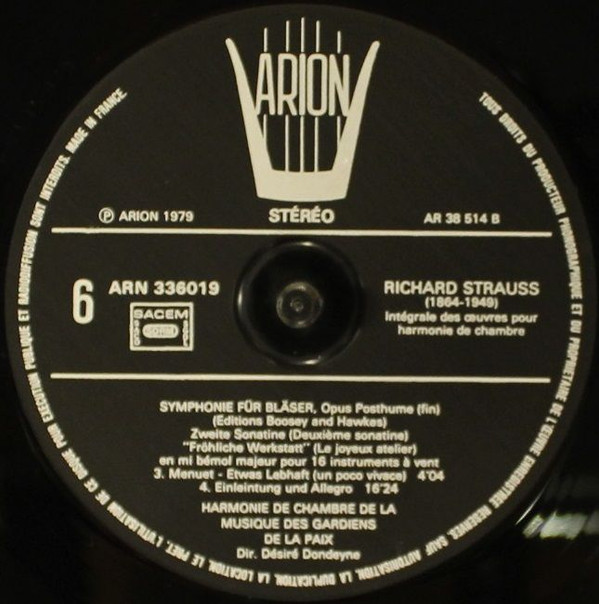 ARION
STÉRÉO
℗ ARION 1979
AR 38 514 B
6
ARN 336019
SACEM
RICHARD STRAUSS
(1864-1949)
Intégrale des œuvres pour
harmonie de chambre
SYMPHONIE FÜR BLÄSER, Opus Posthume (fin)
(Editions Boosey and Hawkes)
Zweite Sonatine (Deuxième sonatine)
"Fröhliche Werkstatt" (Le joyeux atelier)
en mi bémol majeur pour 16 instruments à vent
3. Menuet - Etwas Lebhaft (un poco vivace) 4'04
4. Einleintung und Allegro 16'24
HARMONIE DE CHAMBRE DE LA
MUSIQUE DES GARDIENS
DE LA PAIX
Dir. Désiré Dondeyne
TOUS DROITS DU PRODUCTEUR PHONOGRAPHIQUE ET DU PROPRIÉTAIRE DE L'ŒUVRE ENREGISTRÉE RÉSERVÉS. SAUF AUTORISATION, LA DUPLICATION, LA LOCATION, LE PRÊT, L'UTILISATION DE CE DISQUE POUR EXÉCUTION PUBLIQUE ET RADIODIFFUSION SONT INTERDITS. MADE IN FRANCE